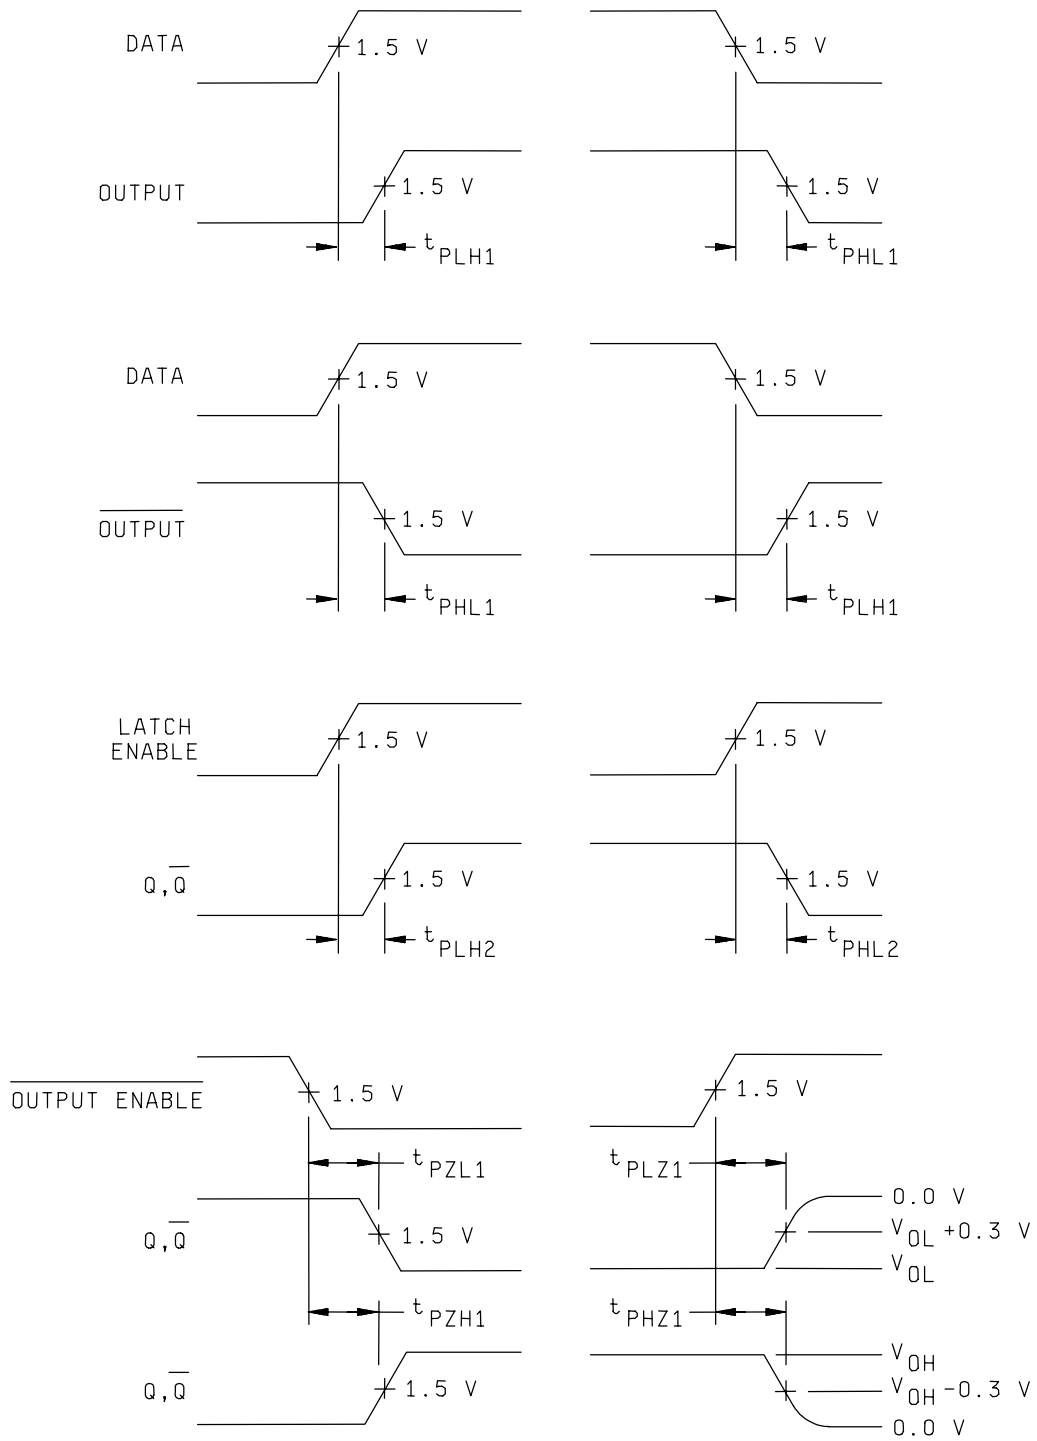 DATA 1.5 V 1.5 V
OUTPUT 1.5 V 1.5 V
tPLH1 tPHL1
DATA 1.5 V 1.5 V
OUTPUT 1.5 V 1.5 V
tPHL1 tPLH1
LATCH
ENABLE 1.5 V 1.5 V
Q,Q 1.5 V 1.5 V
tPLH2 tPHL2
OUTPUT ENABLE 1.5 V 1.5 V
tPZL1 tPLZ1
0.0 V
Q,Q 1.5 V VOL +0.3 V
VOL
tPZH1 tPHZ1
VOH
Q,Q 1.5 V VOH -0.3 V
0.0 V